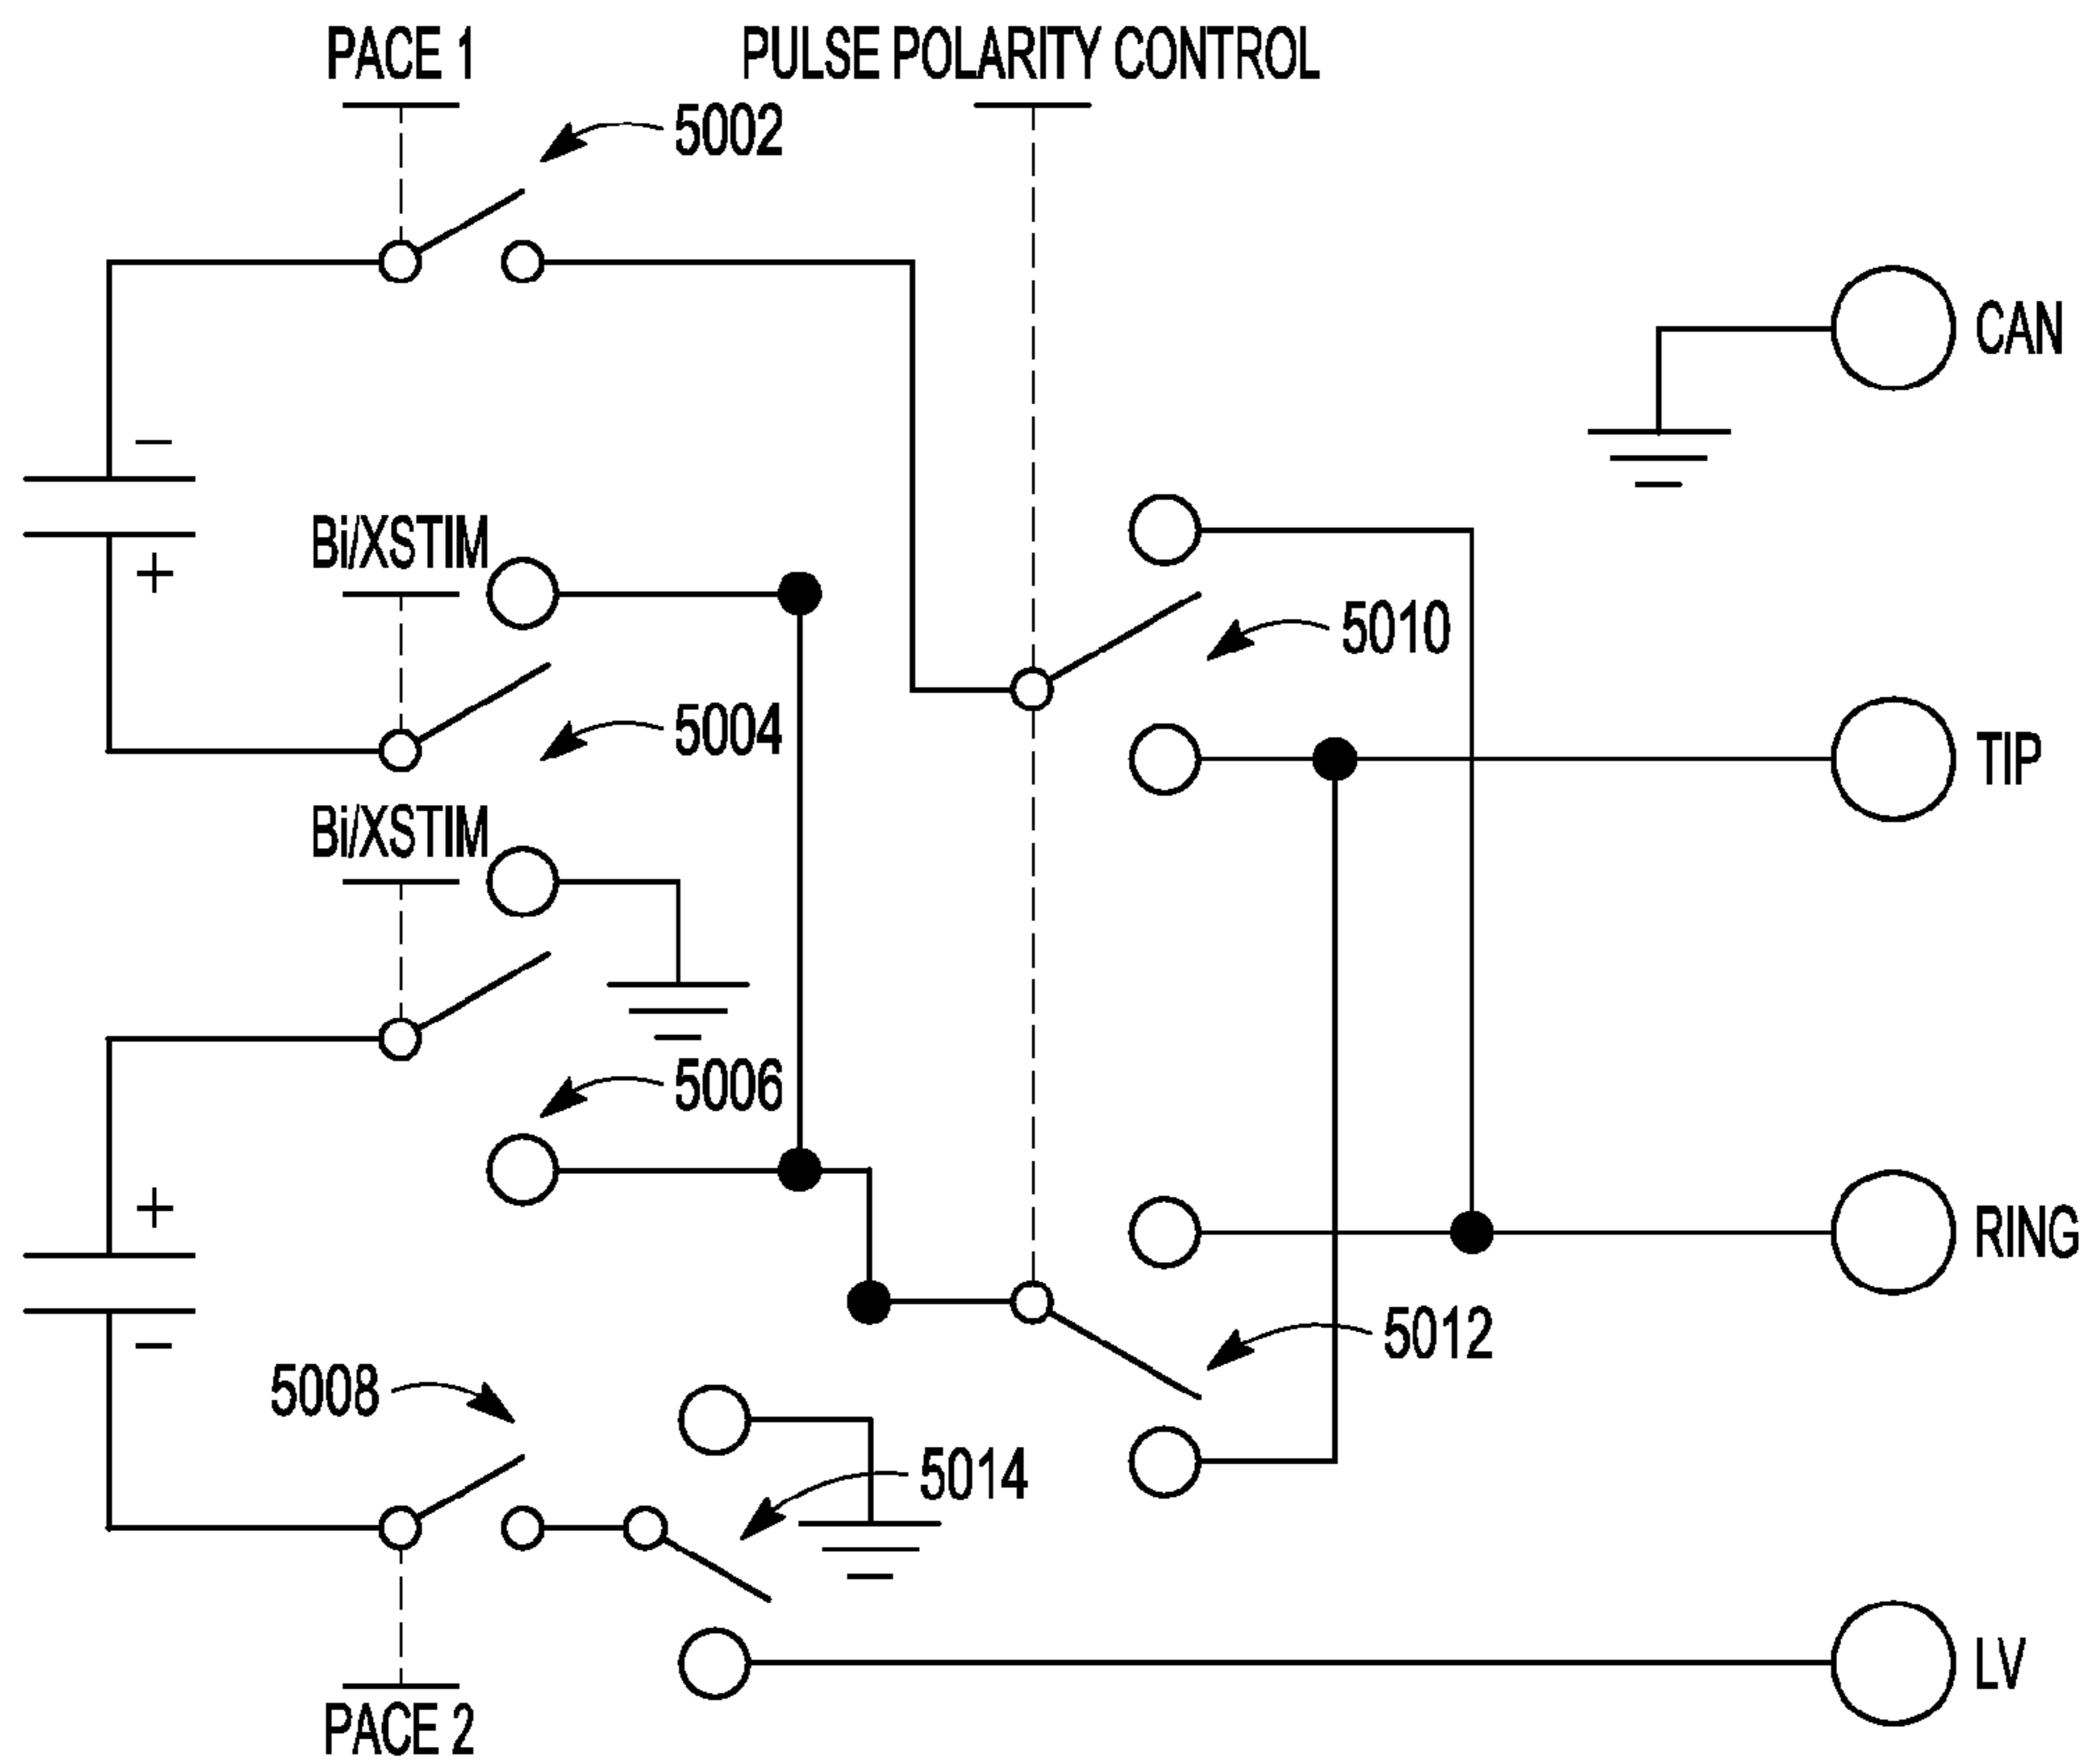 PACE 1
PULSE POLARITY CONTROL
5002
CAN
−
+
Bi/XSTIM
5010
5004
TIP
Bi/XSTIM
5006
+
−
RING
5012
5008
5014
LV
PACE 2